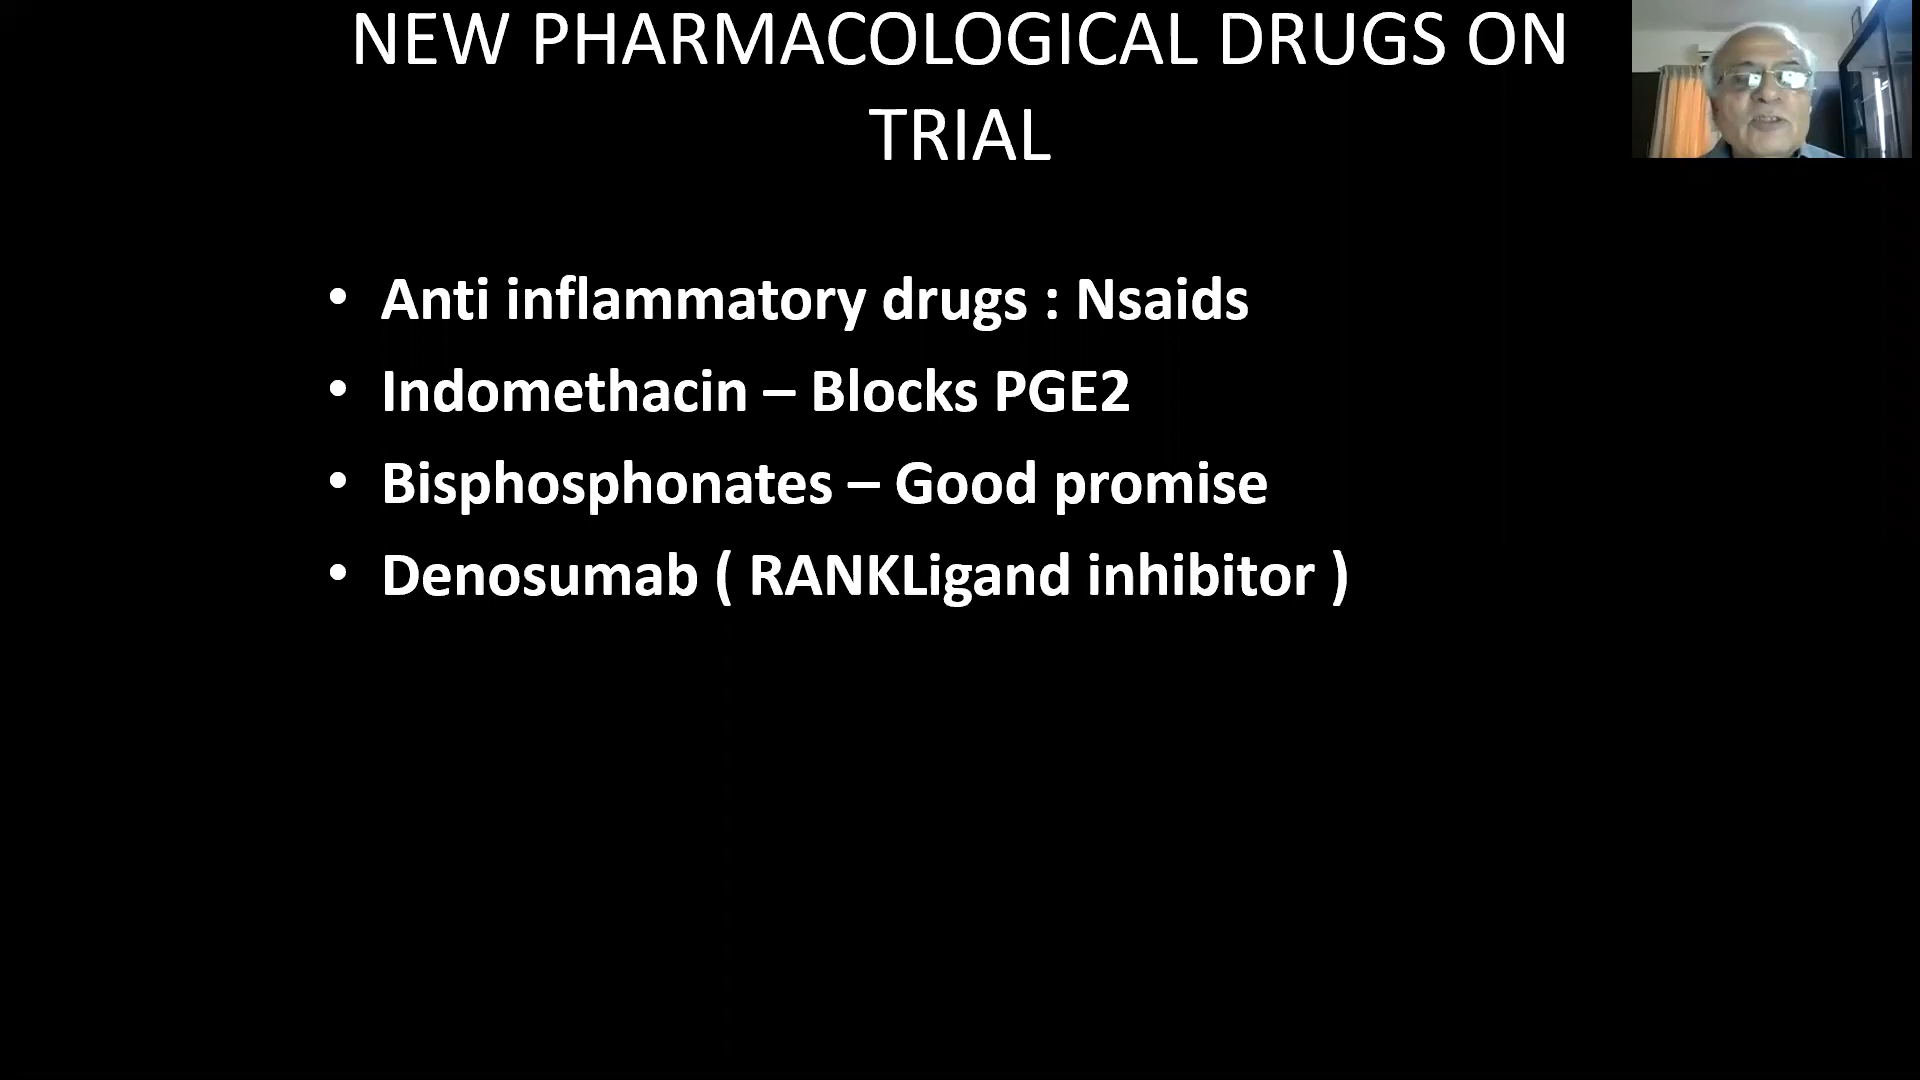 NEW PHARMACOLOGICAL DRUGS ON
TRIAL
• Anti inflammatory drugs : Nsaids
• Indomethacin – Blocks PGE2
• Bisphosphonates – Good promise
• Denosumab ( RANKLigand inhibitor )